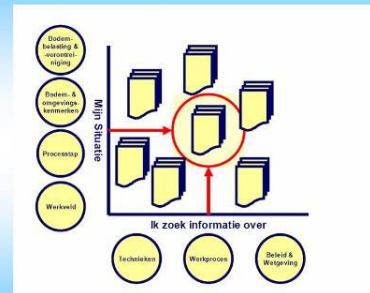 Bodem-
belasting &
-verontrei-
niging
Bodem- &
omgevings-
kenmerken
Processtap
Werkveld
Mijn Situatie
Ik zoek informatie over
Technieken
Werkproces
Beleid &
Wetgeving